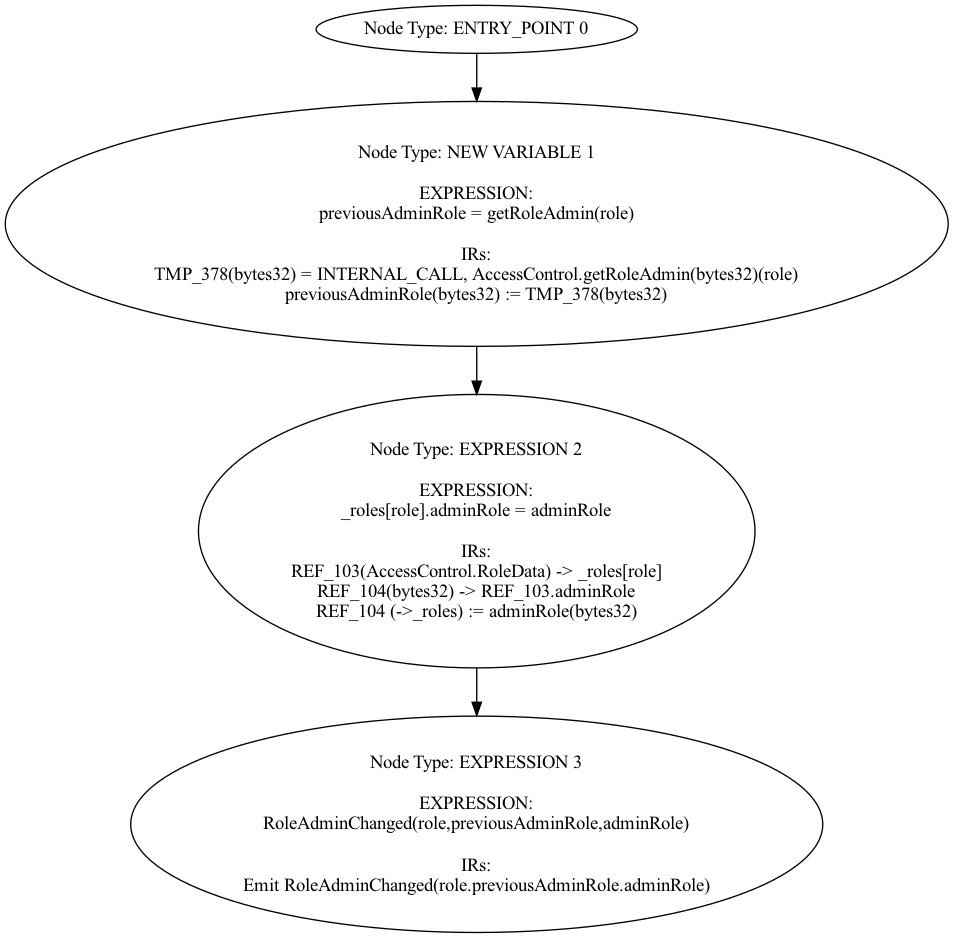 Node Type: ENTRY_POINT 0
Node Type: NEW VARIABLE 1
EXPRESSION:
previousAdminRole = getRoleAdmin(role)
IRs:
TMP_378(bytes32) = INTERNAL_CALL, AccessControl.getRoleAdmin(bytes32)(role)
previousAdminRole(bytes32) := TMP_378(bytes32)
Node Type: EXPRESSION 2
EXPRESSION:
_roles[role].adminRole = adminRole
IRs:
REF_103(AccessControl.RoleData) -> _roles[role]
REF_104(bytes32) -> REF_103.adminRole
REF_104 (->_roles) := adminRole(bytes32)
Node Type: EXPRESSION 3
EXPRESSION:
RoleAdminChanged(role,previousAdminRole,adminRole)
IRs:
Emit RoleAdminChanged(role.previousAdminRole.adminRole)